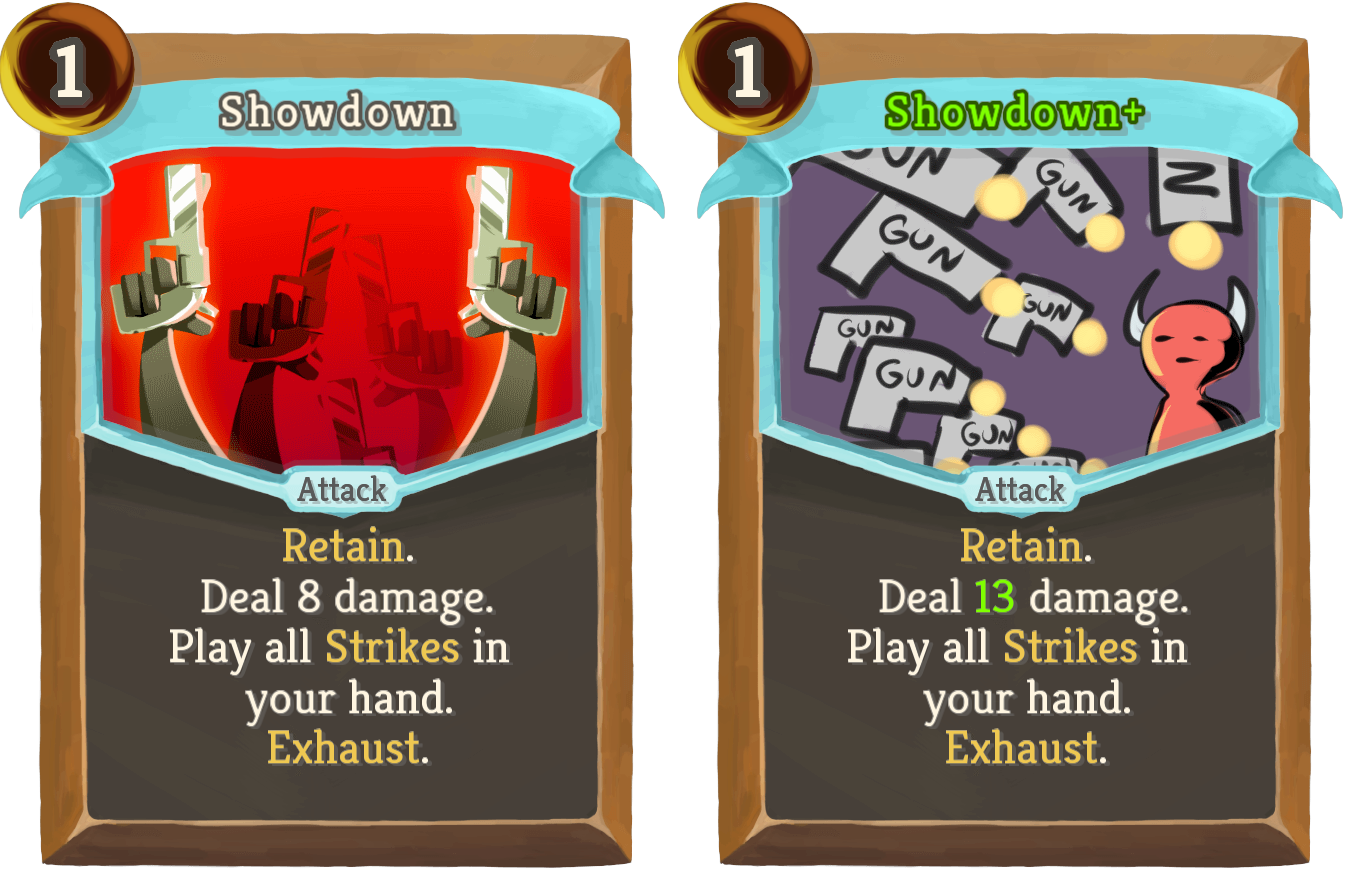 1
Showdown
Attack
Retain.
Deal 8 damage.
Play all Strikes in
your hand.
Exhaust.
1
Showdown+
GUN
GUN
N
GUN
GUN
GUN
GUN
GUN
Attack
Retain.
Deal 13 damage.
Play all Strikes in
your hand.
Exhaust.